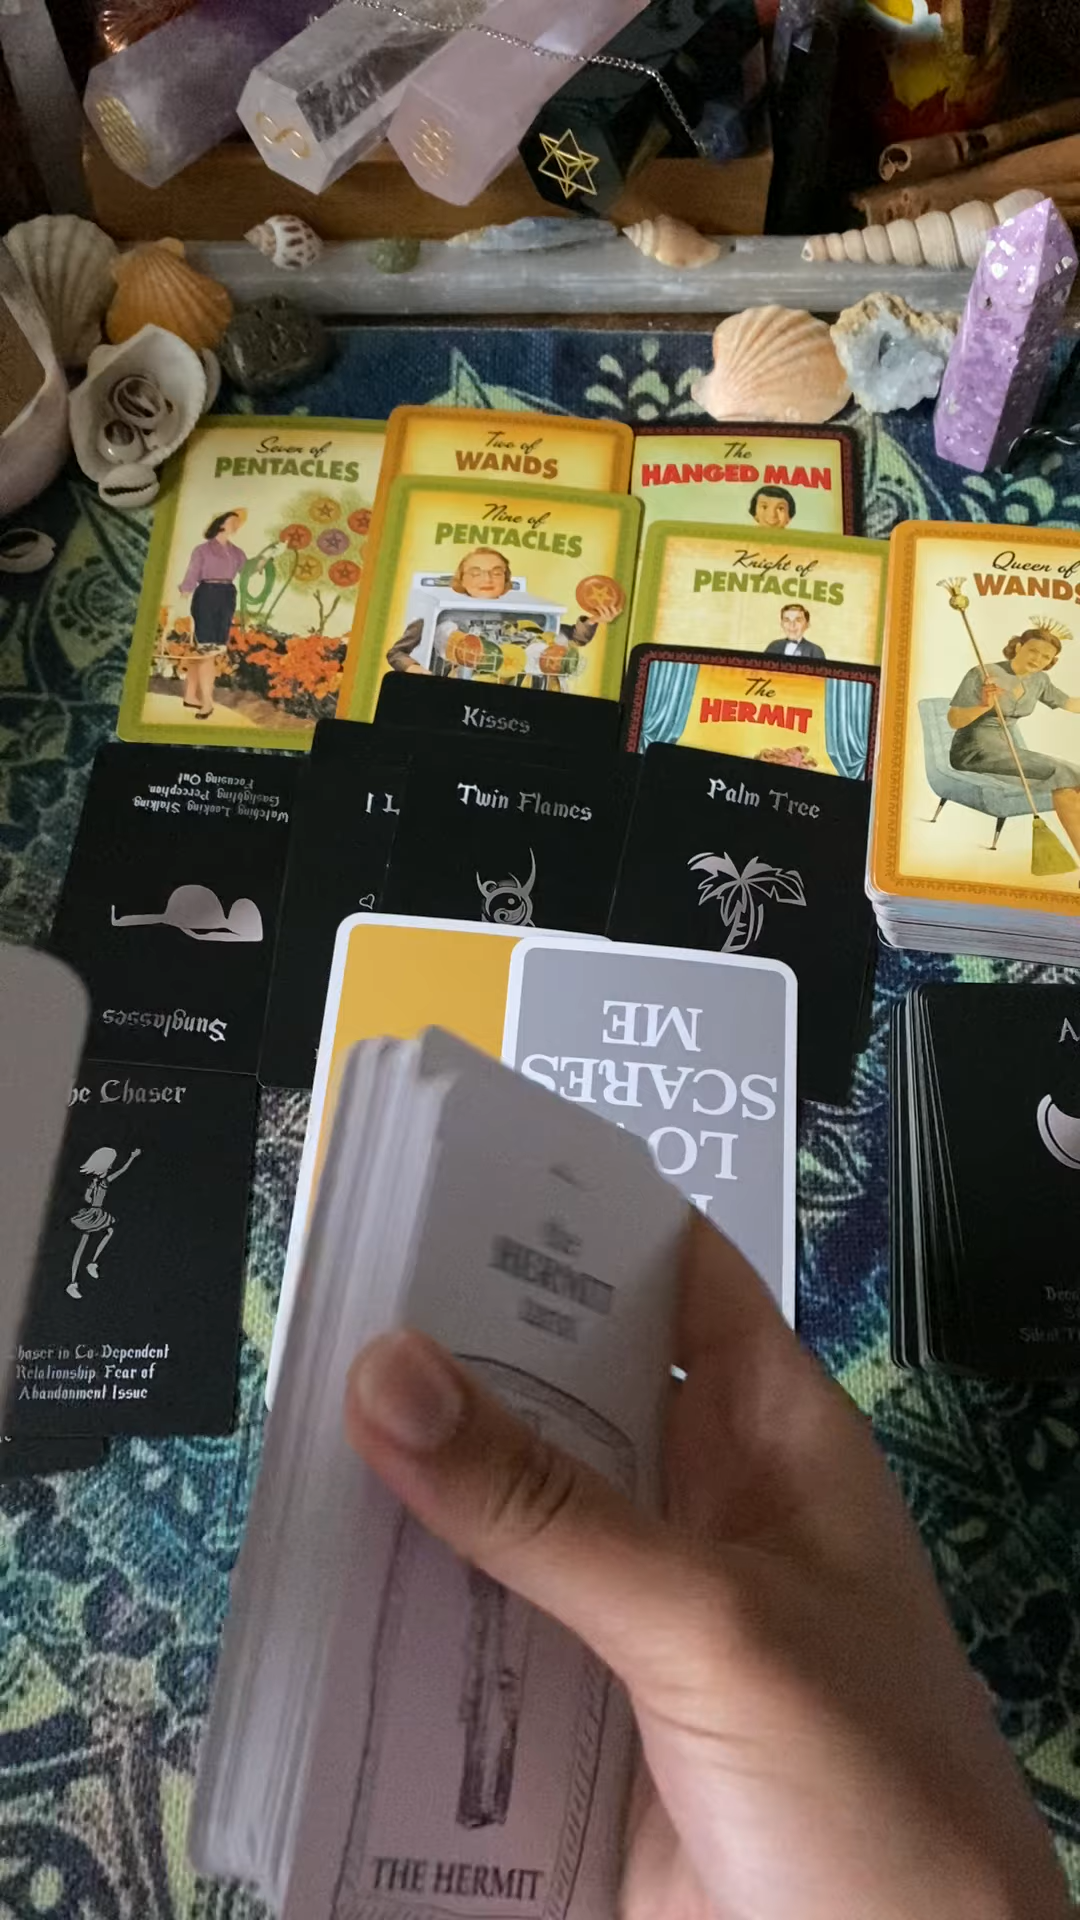 Seven of
PENTACLES
Two of
WANDS
The
HANGED MAN
Nine of
PENTACLES
Knight of
PENTACLES
Queen of
WANDS
The
HERMIT
Kisses
Watching Looking Stalking
Gaslighting Perception
Focusing Out
Sunglasses
Twin Flames
Palm Tree
ME
SCARES
The Chaser
Chaser in Co-Dependent
Relationship Fear of
Abandonment Issue
the
HERMIT
THE HERMIT